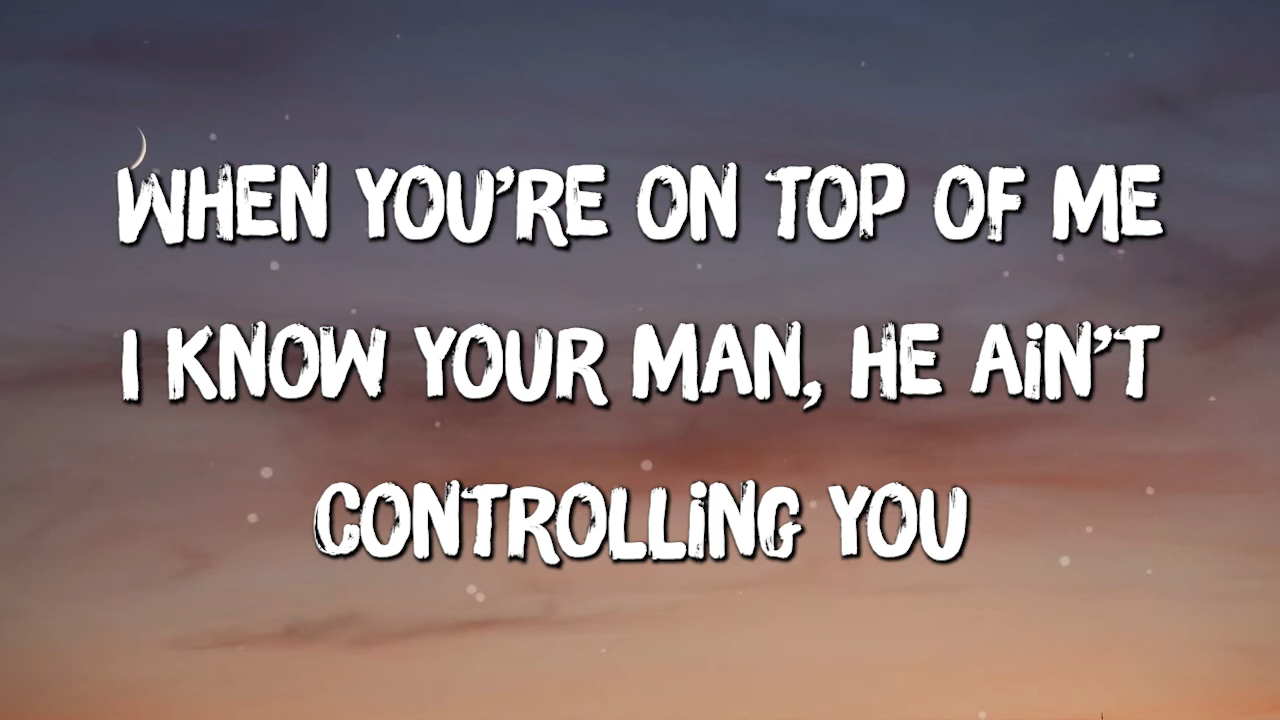 WHEN YOU'RE ON TOP OF ME
I KNOW YOUR MAN, HE AiN'T
CONTROLLiNG YOU